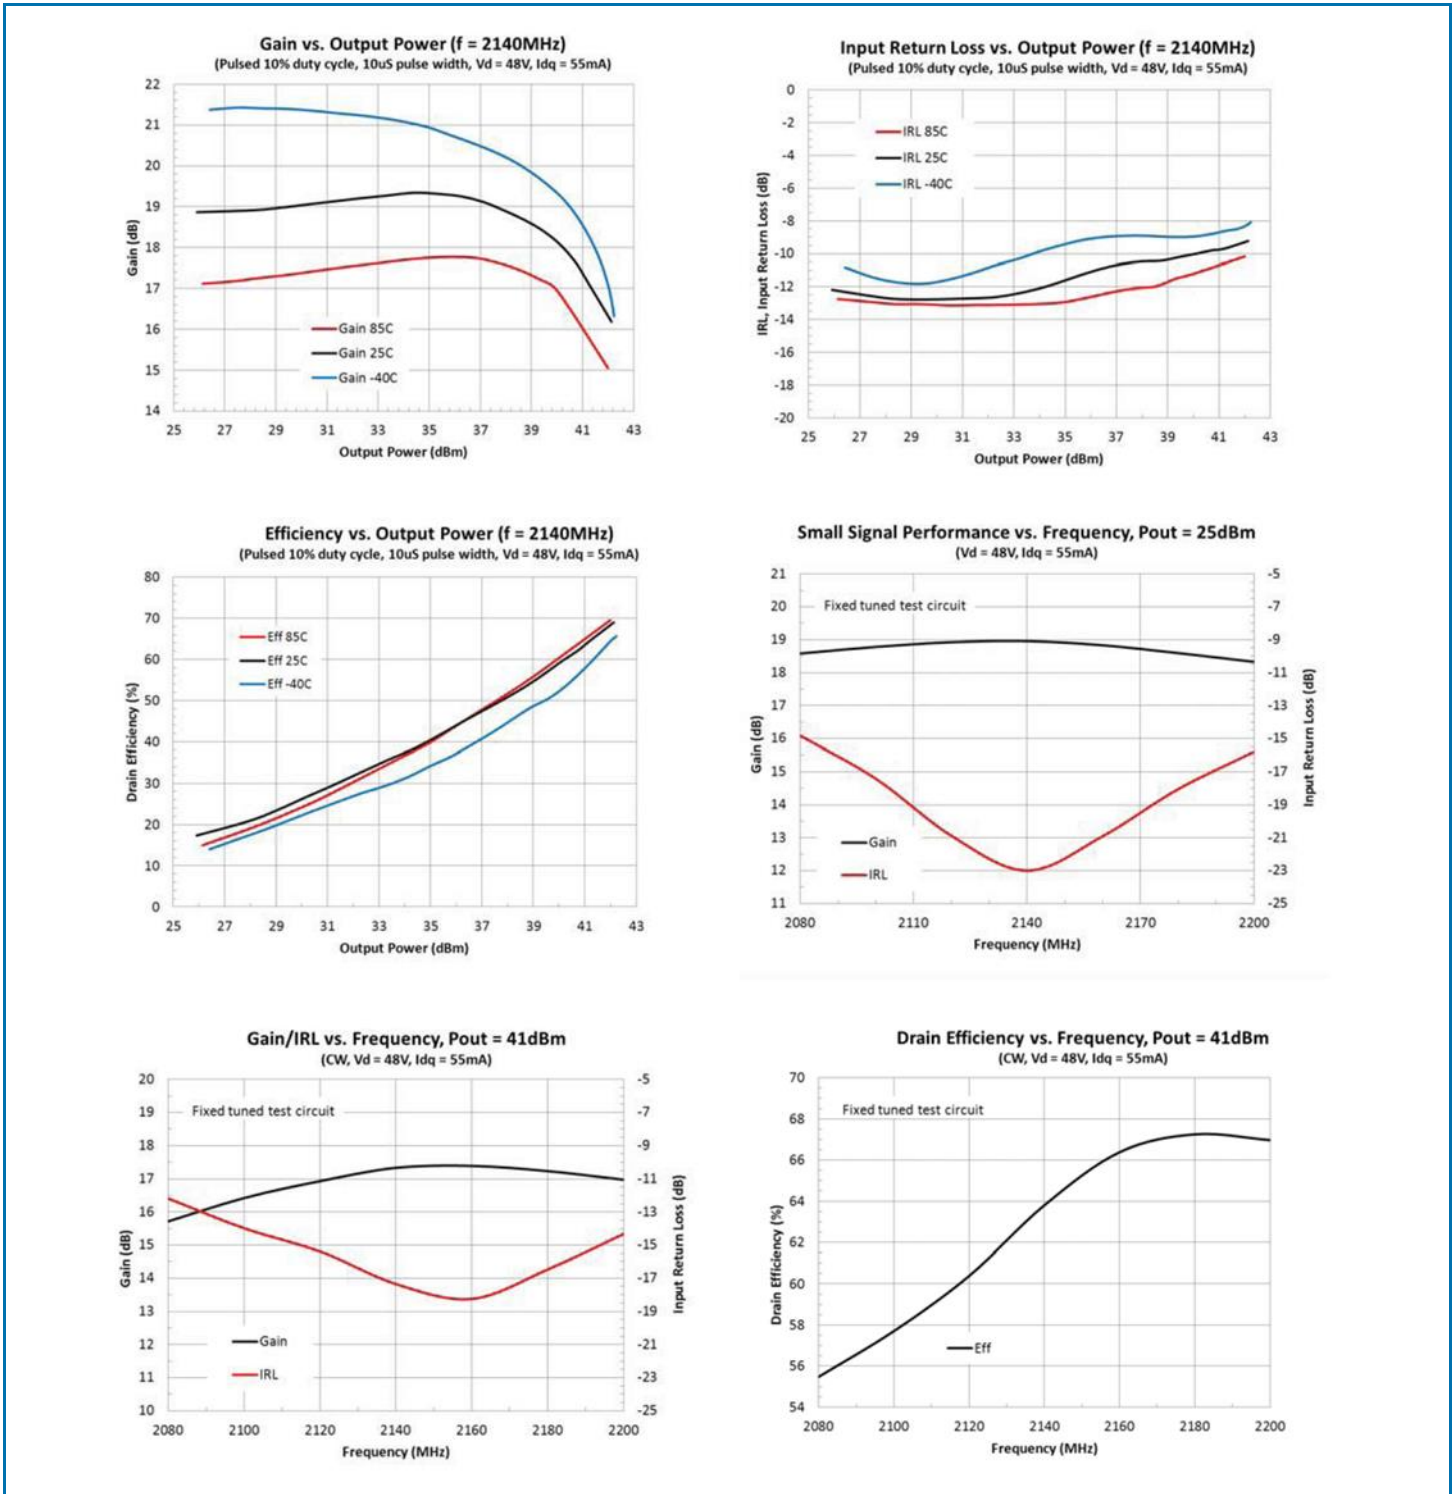 Gain vs. Output Power (f = 2140MHz)
(Pulsed 10% duty cycle, 10uS pulse width, Vd = 48V, Idq = 55mA)
22
21
20
19
18
17
16
15
14
Gain (dB)
Gain 85C
Gain 25C
Gain -40C
25 27 29 31 33 35 37 39 41 43
Output Power (dBm)
Input Return Loss vs. Output Power (f = 2140MHz)
(Pulsed 10% duty cycle, 10uS pulse width, Vd = 48V, Idq = 55mA)
0
-2
-4
-6
-8
-10
-12
-14
-16
-18
-20
IRL, Input Return Loss (dB)
IRL 85C
IRL 25C
IRL -40C
25 27 29 31 33 35 37 39 41 43
Output Power (dBm)
Efficiency vs. Output Power (f = 2140MHz)
(Pulsed 10% duty cycle, 10uS pulse width, Vd = 48V, Idq = 55mA)
80
70
60
50
40
30
20
10
0
Drain Efficiency (%)
Eff 85C
Eff 25C
Eff -40C
25 27 29 31 33 35 37 39 41 43
Output Power (dBm)
Small Signal Performance vs. Frequency, Pout = 25dBm
(Vd = 48V, Idq = 55mA)
21
20
19
18
17
16
15
14
13
12
11
Gain (dB)
Fixed tuned test circuit
Gain
IRL
-5
-7
-9
-11
-13
-15
-17
-19
-21
-23
-25
Input Return Loss (dB)
2080 2110 2140 2170 2200
Frequency (MHz)
Gain/IRL vs. Frequency, Pout = 41dBm
(CW, Vd = 48V, Idq = 55mA)
20
19
18
17
16
15
14
13
12
11
10
Gain (dB)
Fixed tuned test circuit
Gain
IRL
-5
-7
-9
-11
-13
-15
-17
-19
-21
-23
-25
Input Return Loss (dB)
2080 2100 2120 2140 2160 2180 2200
Frequency (MHz)
Drain Efficiency vs. Frequency, Pout = 41dBm
(CW, Vd = 48V, Idq = 55mA)
70
68
66
64
62
60
58
56
54
Drain Efficiency (%)
Fixed tuned test circuit
Eff
2080 2100 2120 2140 2160 2180 2200
Frequency (MHz)